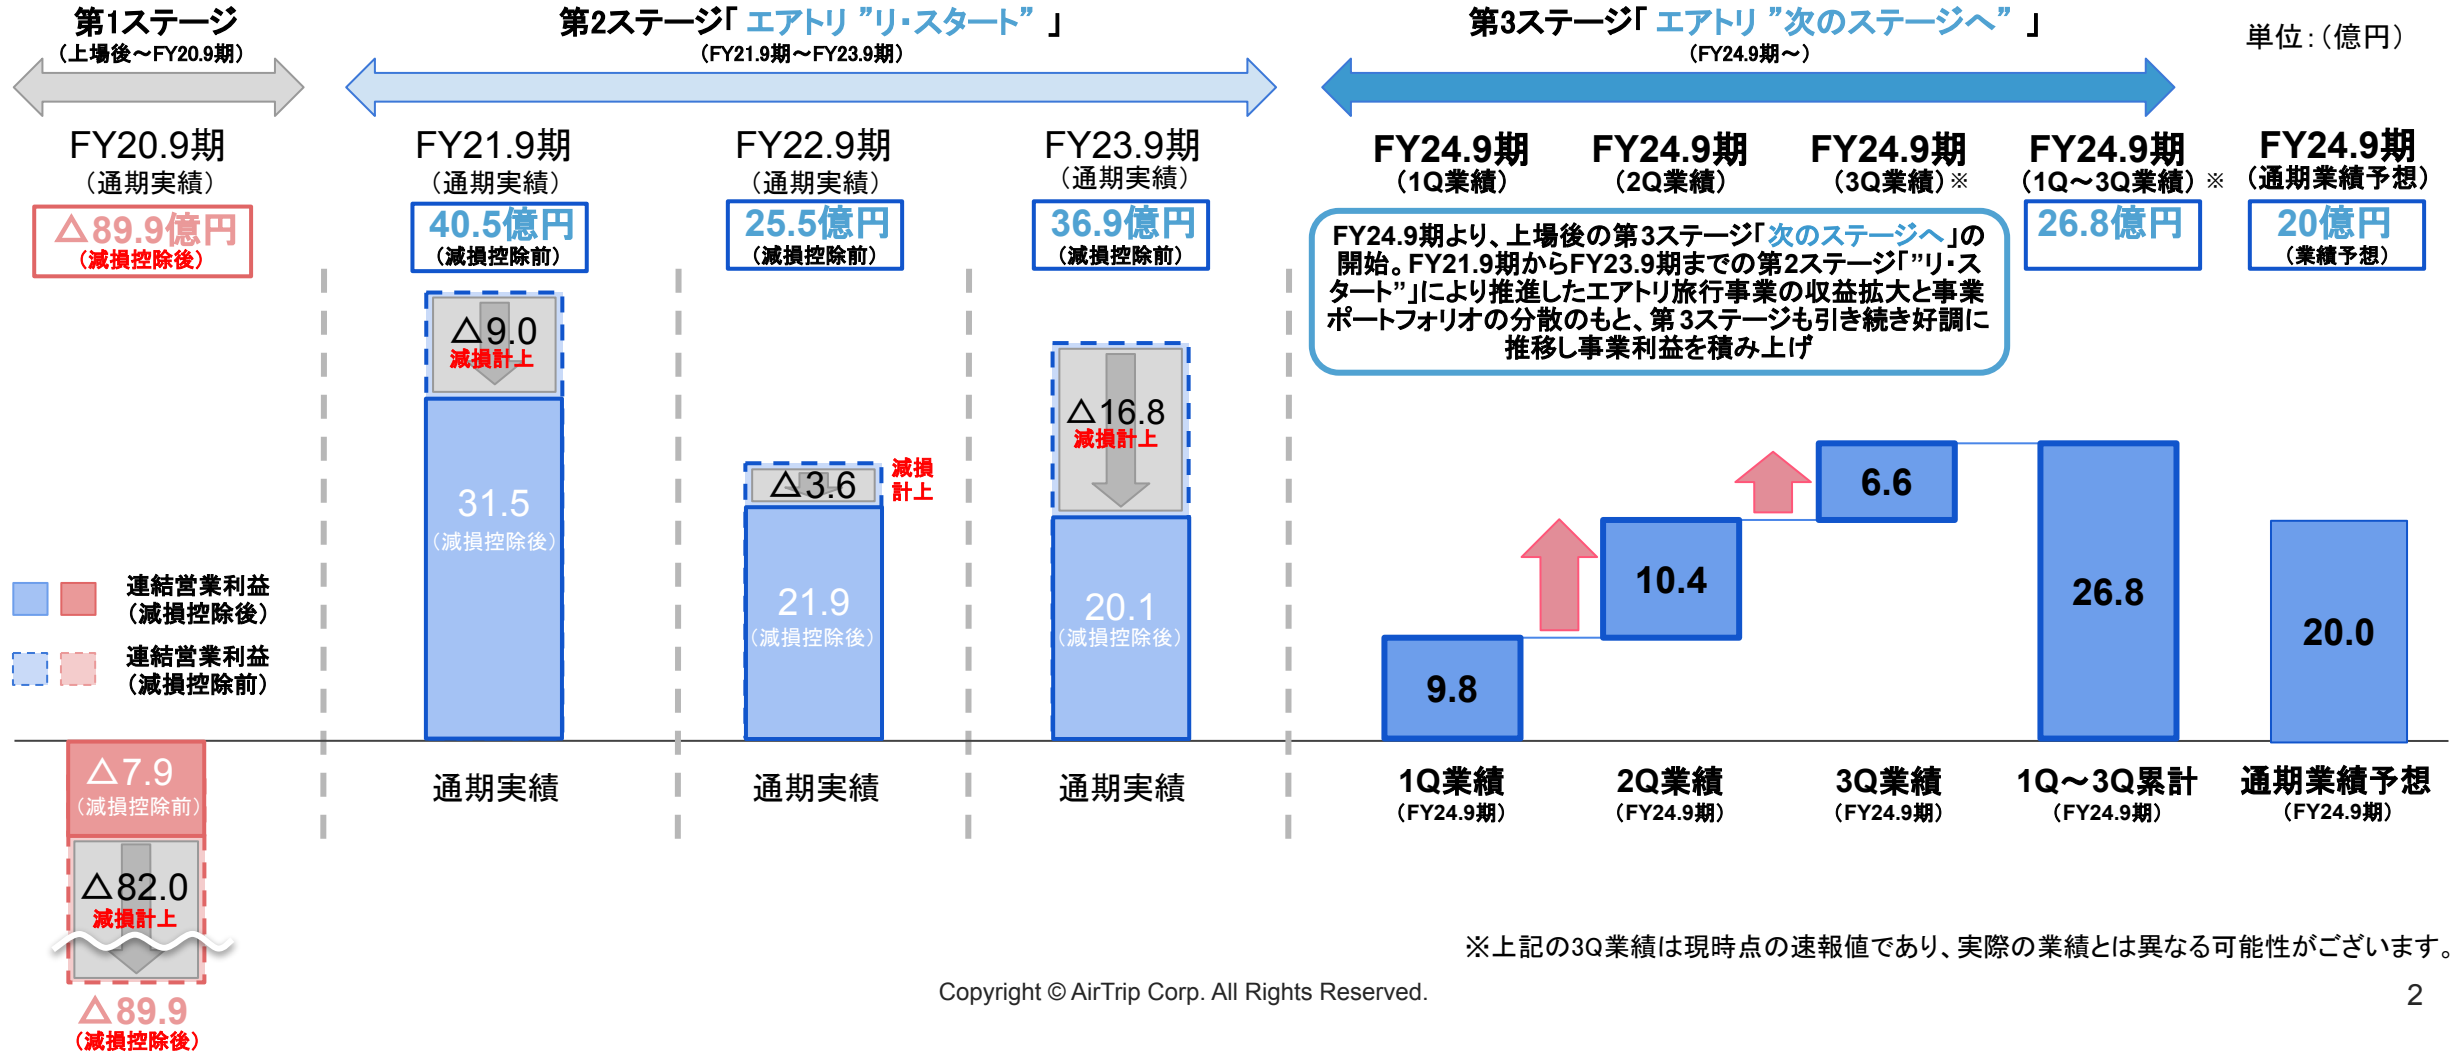 第1ステージ
（上場後～FY20.9期）
第2ステージ「 エアトリ ”リ・スタート” 」
（FY21.9期～FY23.9期）
第3ステージ「 エアトリ ”次のステージへ” 」
（FY24.9期～）
単位：（億円）
FY20.9期
（通期実績）
△89.9億円
（減損控除後）
FY21.9期
（通期実績）
40.5億円
（減損控除前）
FY22.9期
（通期実績）
25.5億円
（減損控除前）
FY23.9期
（通期実績）
36.9億円
（減損控除前）
FY24.9期
（1Q業績）
FY24.9期
（2Q業績）
FY24.9期
（3Q業績）※
FY24.9期
（1Q～3Q業績）※
26.8億円
FY24.9期
（通期業績予想）
20億円
（業績予想）
FY24.9期より、上場後の第3ステージ「次のステージへ」の
開始。FY21.9期からFY23.9期までの第2ステージ「”リ・ス
タート”」により推進したエアトリ旅行事業の収益拡大と事業
ポートフォリオの分散のもと、第3ステージも引き続き好調に
推移し事業利益を積み上げ
△9.0
減損計上
31.5
（減損控除後）
△3.6
減損
計上
21.9
（減損控除後）
△16.8
減損計上
20.1
（減損控除後）
9.8
10.4
6.6
26.8
20.0
連結営業利益
（減損控除後）
連結営業利益
（減損控除前）
△7.9
（減損控除前）
△82.0
減損計上
△89.9
（減損控除後）
通期実績
通期実績
通期実績
1Q業績
（FY24.9期）
2Q業績
（FY24.9期）
3Q業績
（FY24.9期）
1Q～3Q累計
（FY24.9期）
通期業績予想
（FY24.9期）
※上記の3Q業績は現時点の速報値であり、実際の業績とは異なる可能性がございます。
Copyright © AirTrip Corp. All Rights Reserved.
2